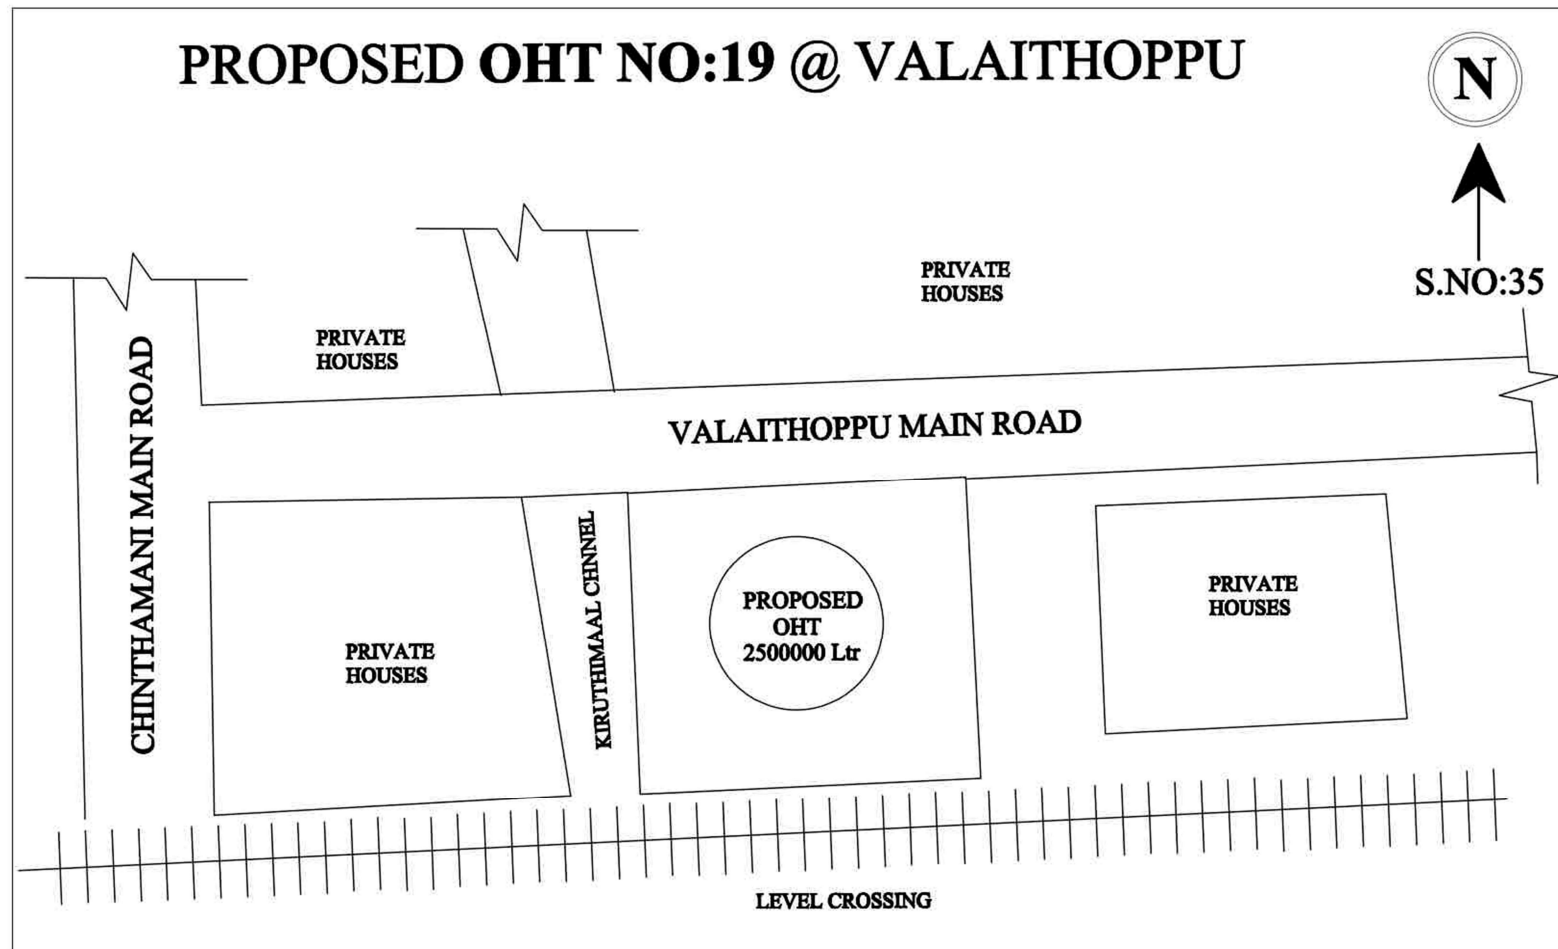 PROPOSED OHT NO:19 @ VALAITHOPPU
N
S.NO:35
PRIVATE
HOUSES
PRIVATE
HOUSES
CHINTHAMANI MAIN ROAD
VALAITHOPPU MAIN ROAD
KIRUTHIMAAL CHNNEL
PROPOSED
OHT
2500000 Ltr
PRIVATE
HOUSES
PRIVATE
HOUSES
LEVEL CROSSING